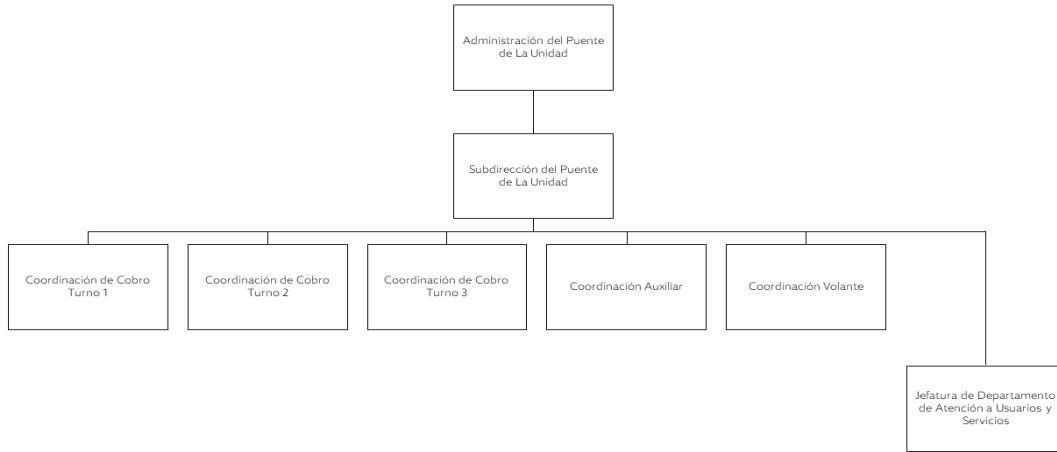 Administración del Puente
de La Unidad
Subdirección del Puente
de La Unidad
Coordinación de Cobro
Turno 1
Coordinación de Cobro
Turno 2
Coordinación de Cobro
Turno 3
Coordinación Auxiliar
Coordinación Volante
Jefatura de Departamento
de Atención a Usuarios y
Servicios